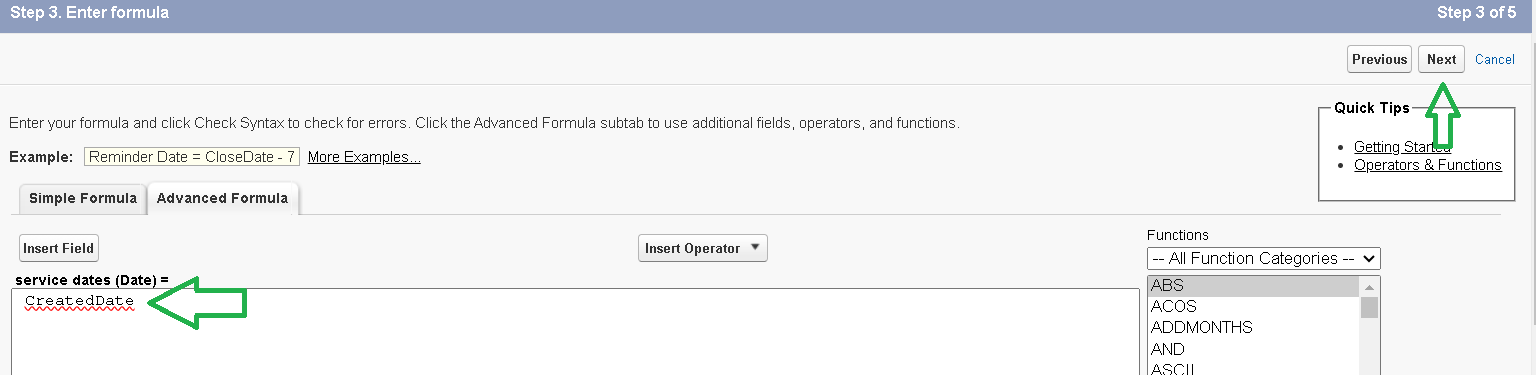 Step 3. Enter formula Step 3 of 5
Previous Next Cancel
Quick Tips
Enter your formula and click Check Syntax to check for errors. Click the Advanced Formula subtab to use additional fields, operators, and functions.
Getting Started
Example: Reminder Date = CloseDate - 7 More Examples...
Operators & Functions
Simple Formula Advanced Formula
Functions
Insert Field Insert Operator
-- All Function Categories --
service dates (Date) =
CreatedDate
ABS
ACOS
ADDMONTHS
AND
ASCII